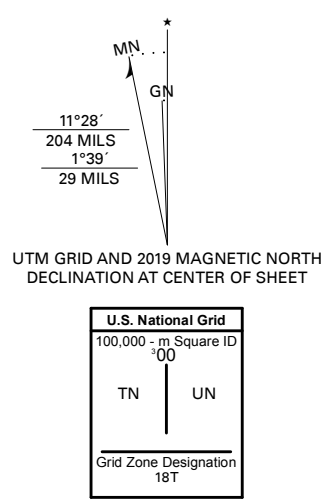 ★
MN
GN
11°28´
204 MILS
1°39´
29 MILS
UTM GRID AND 2019 MAGNETIC NORTH
DECLINATION AT CENTER OF SHEET
U.S. National Grid
100,000 - m Square ID
³00
TN UN
Grid Zone Designation
18T